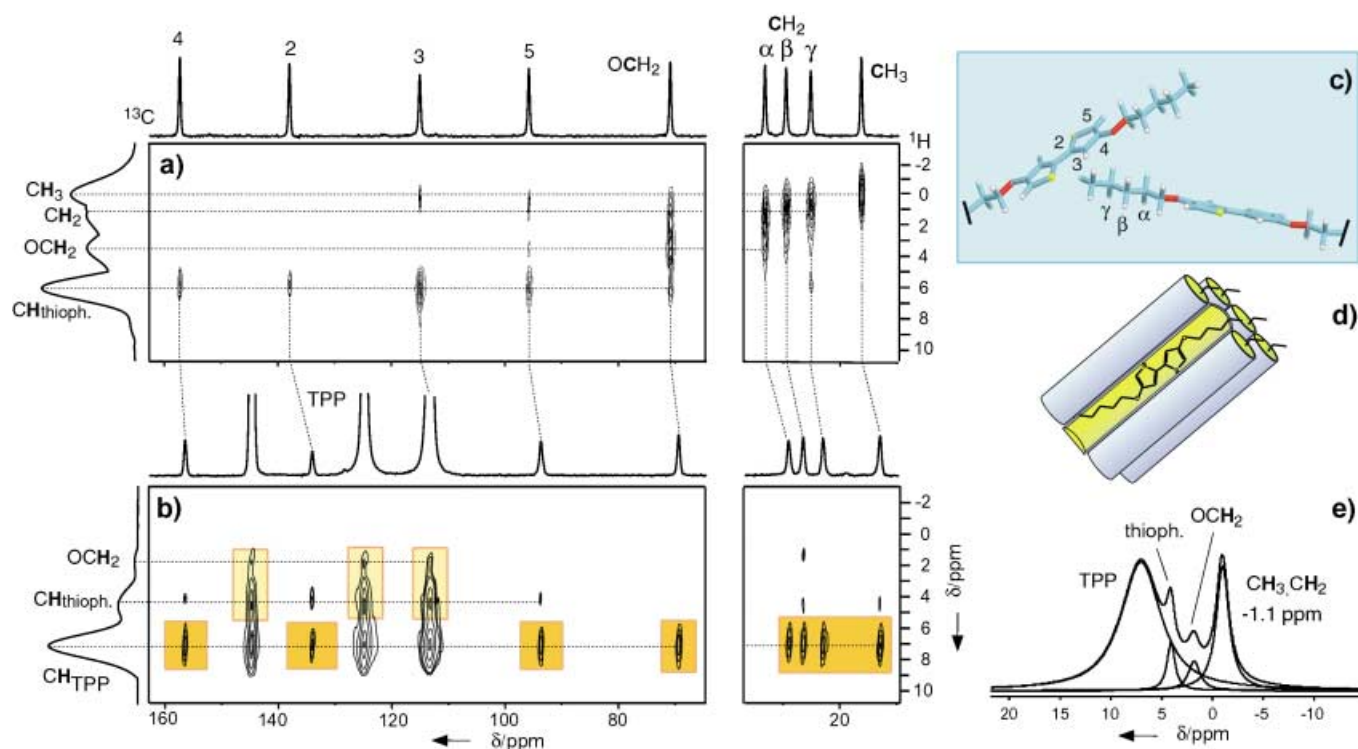 4
2
3
5
OCH2
CH2
α β γ
CH3
13C
1H
a)
CH3
CH2
OCH2
CHthioph.
-2
0
2
4
6
8
10
TPP
b)
OCH2
CHthioph.
CHTPP
-2
0
2
4
6
8
10
δ/ppm
160 140 120 100 80
δ/ppm
20
c)
5
2
4
3
γ
β
α
d)
e)
OCH2
thioph.
TPP
CH3,CH2
-1.1 ppm
20 15 10 5 0 -5 -10
δ/ppm